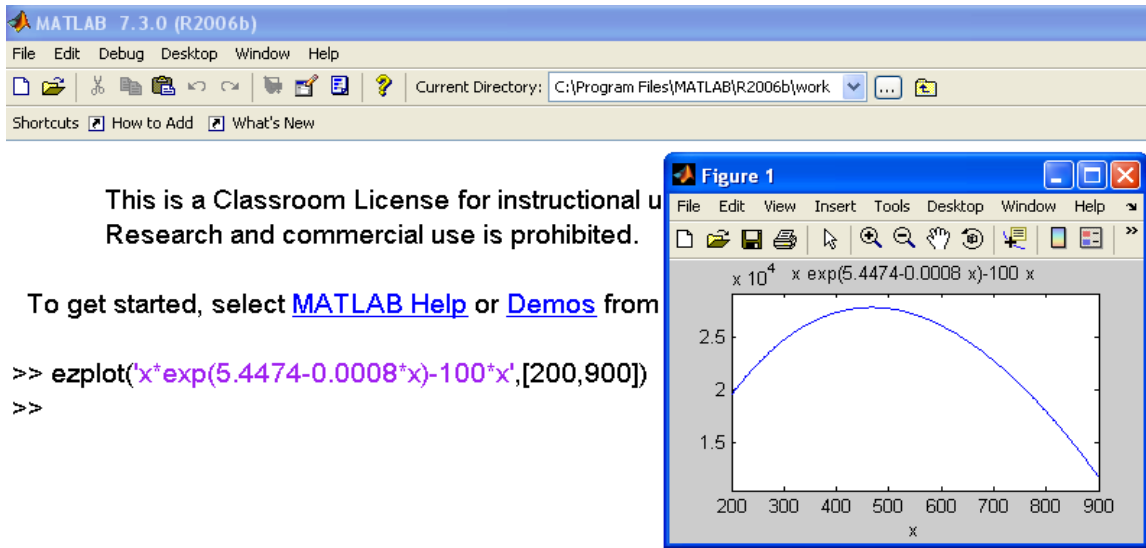 MATLAB 7.3.0 (R2006b)
File Edit Debug Desktop Window Help
Current Directory: C:\Program Files\MATLAB\R2006b\work
Shortcuts How to Add What's New
This is a Classroom License for instructional u
Research and commercial use is prohibited.
To get started, select MATLAB Help or Demos from
>> ezplot('x*exp(5.4474-0.0008*x)-100*x',[200,900])
>>
Figure 1
File Edit View Insert Tools Desktop Window Help
x 10^4 x exp(5.4474-0.0008 x)-100 x
2.5
2
1.5
200 300 400 500 600 700 800 900
x